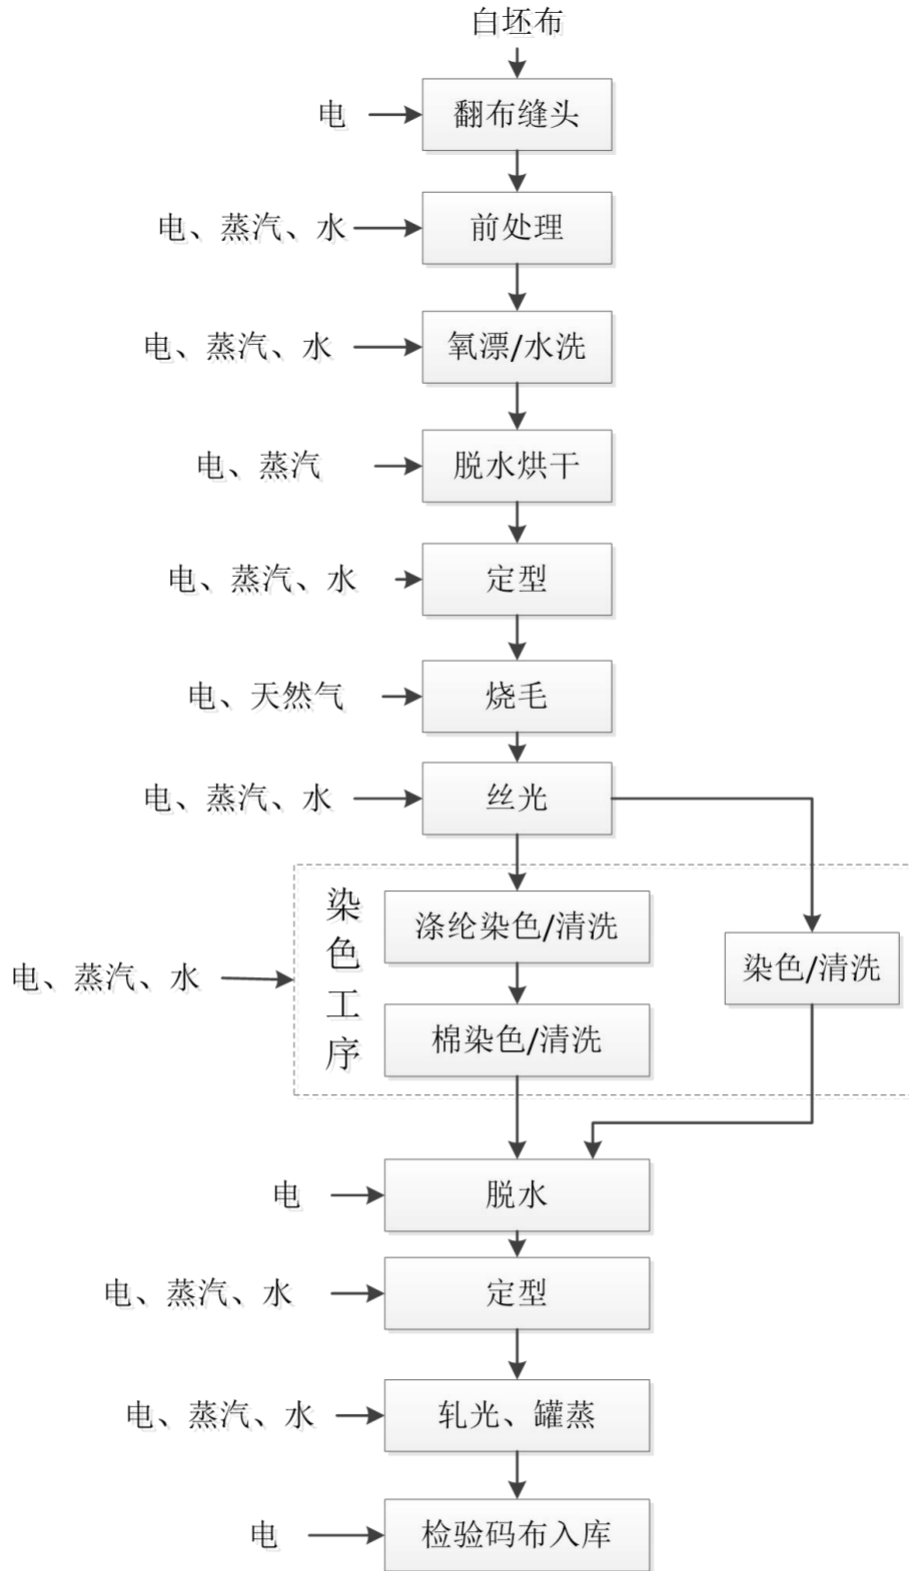 白坯布
电
翻布缝头
电、蒸汽、水
前处理
电、蒸汽、水
氧漂/水洗
电、蒸汽
脱水烘干
电、蒸汽、水
定型
电、天然气
烧毛
电、蒸汽、水
丝光
染色工序
涤纶染色/清洗
染色/清洗
电、蒸汽、水
棉染色/清洗
电
脱水
电、蒸汽、水
定型
电、蒸汽、水
轧光、罐蒸
电
检验码布入库